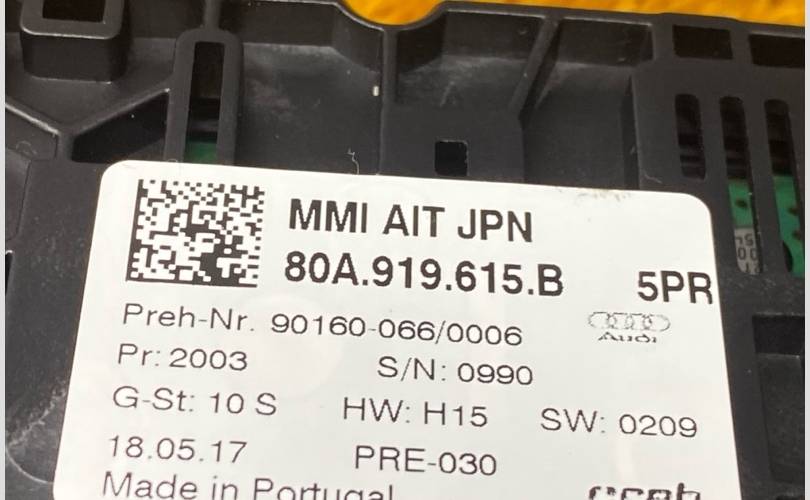 MMI AIT JPN
80A.919.615.B 5PR
Preh-Nr. 90160-066/0006
Audi
Pr: 2003 S/N: 0990
G-St: 10 S HW: H15 SW: 0209
18.05.17 PRE-030
Made in Portugal